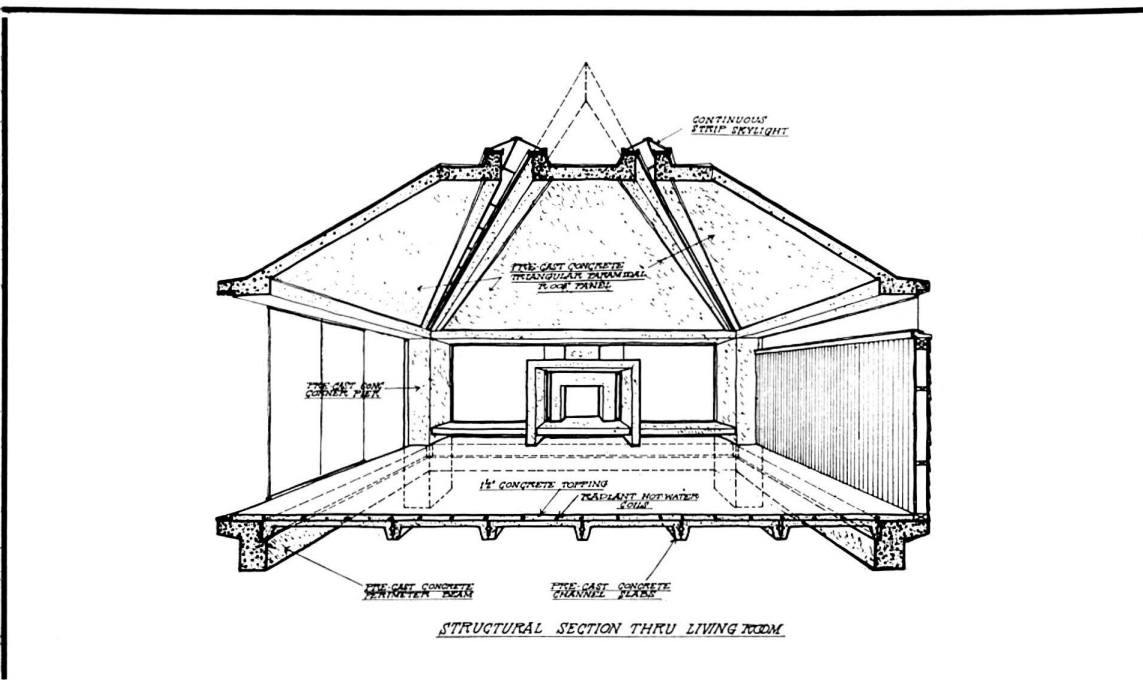 CONTINUOUS
STRIP SKYLIGHT
PRE-CAST CONCRETE
TRIANGULAR PARAMIDAL
ROOF PANEL
PRE-CAST CONC
CORNER PIER
1½" CONCRETE TOPPING
RADIANT HOT WATER
COILS
PRE-CAST CONCRETE
PERIMETER BEAM
PRE-CAST CONCRETE
CHANNEL SLABS
STRUCTURAL SECTION THRU LIVING ROOM